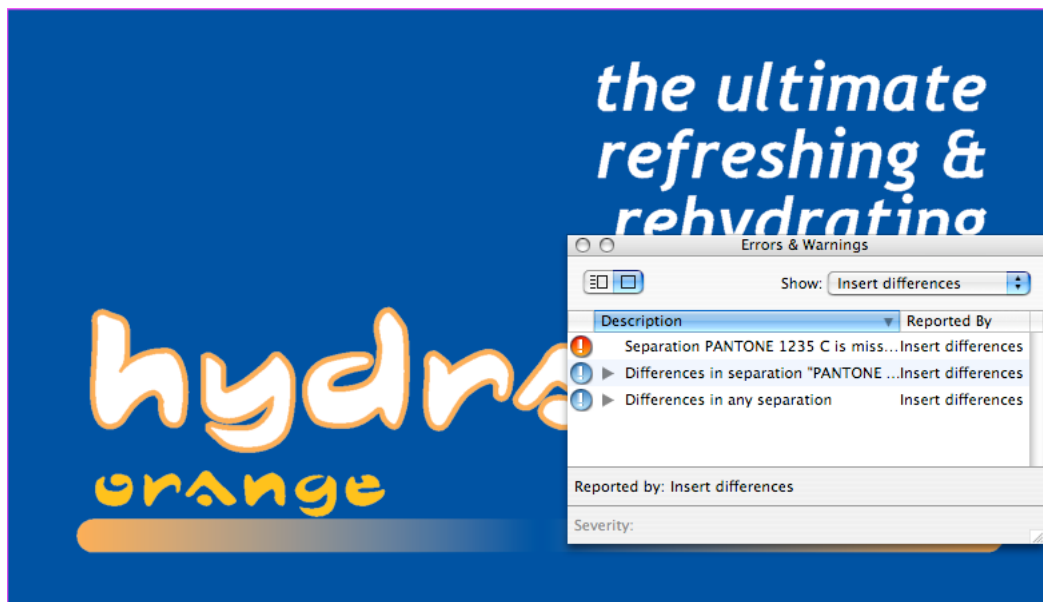 the ultimate
refreshing &
rehydrating
Errors & Warnings
Show: Insert differences
Description Reported By
Separation PANTONE 1235 C is miss... Insert differences
Differences in separation "PANTONE ... Insert differences
Differences in any separation Insert differences
Reported by: Insert differences
Severity:
hydr
orange